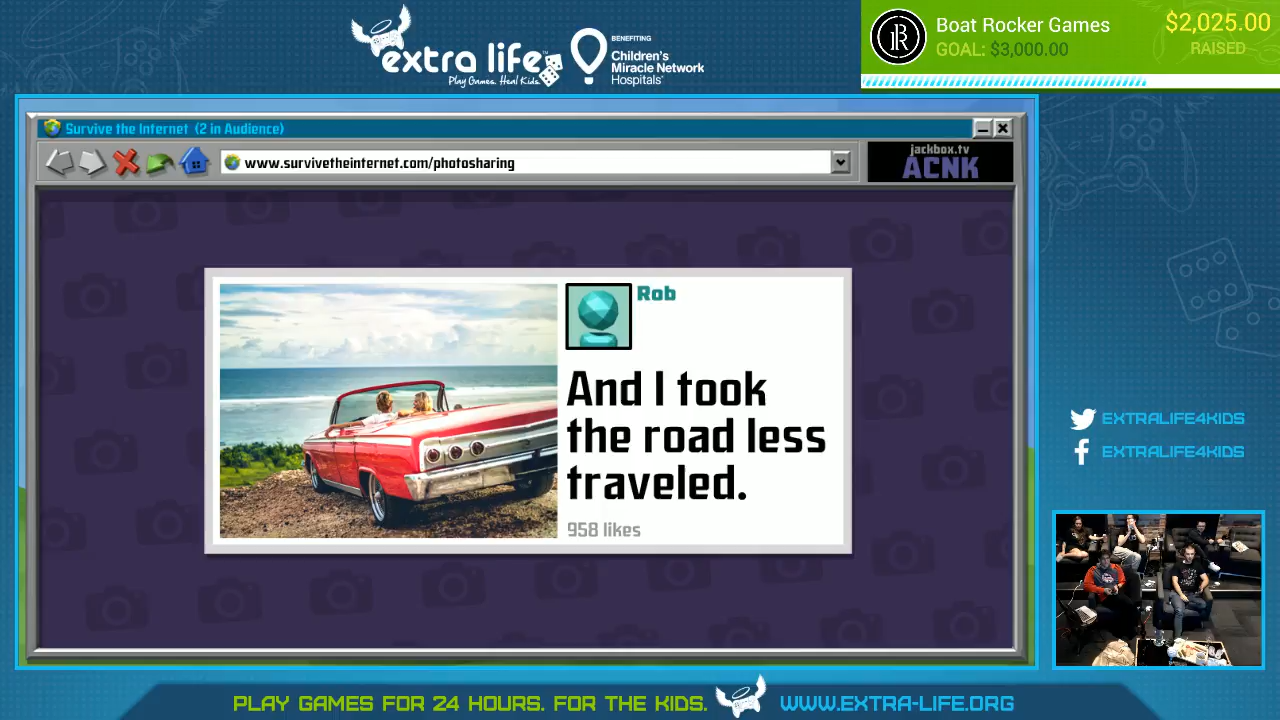 extra life
Play Games. Heal Kids.
BENEFITING
Children's
Miracle Network
Hospitals
Boat Rocker Games
GOAL: $3,000.00
$2,025.00
RAISED
Survive the Internet (2 in Audience)
www.survivetheinternet.com/photosharing
jackbox.tv
ACNK
Rob
And I took
the road less
traveled.
958 likes
EXTRALIFE4KIDS
EXTRALIFE4KIDS
PLAY GAMES FOR 24 HOURS. FOR THE KIDS.
WWW.EXTRA-LIFE.ORG